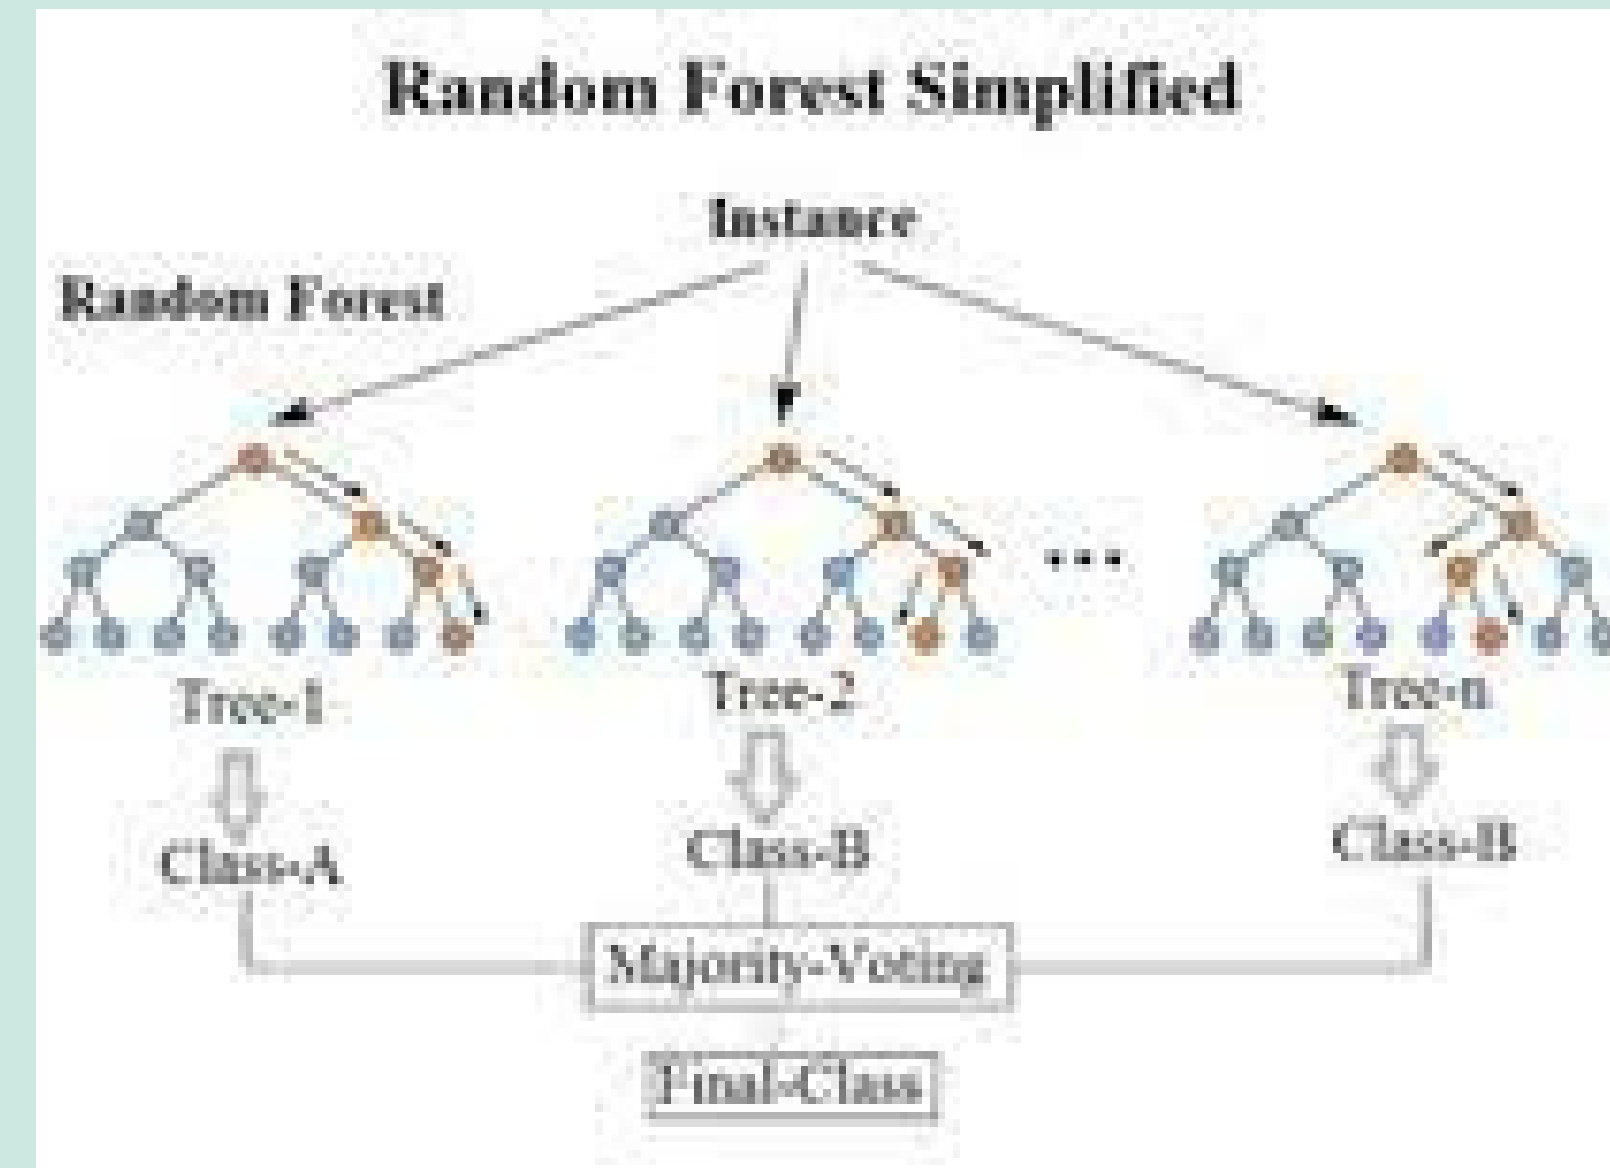 Random Forest Simplified
Instance
Random Forest
...
Tree-1 Tree-2 Tree-n
Class-A Class-B Class-B
Majority-Voting
Final-Class